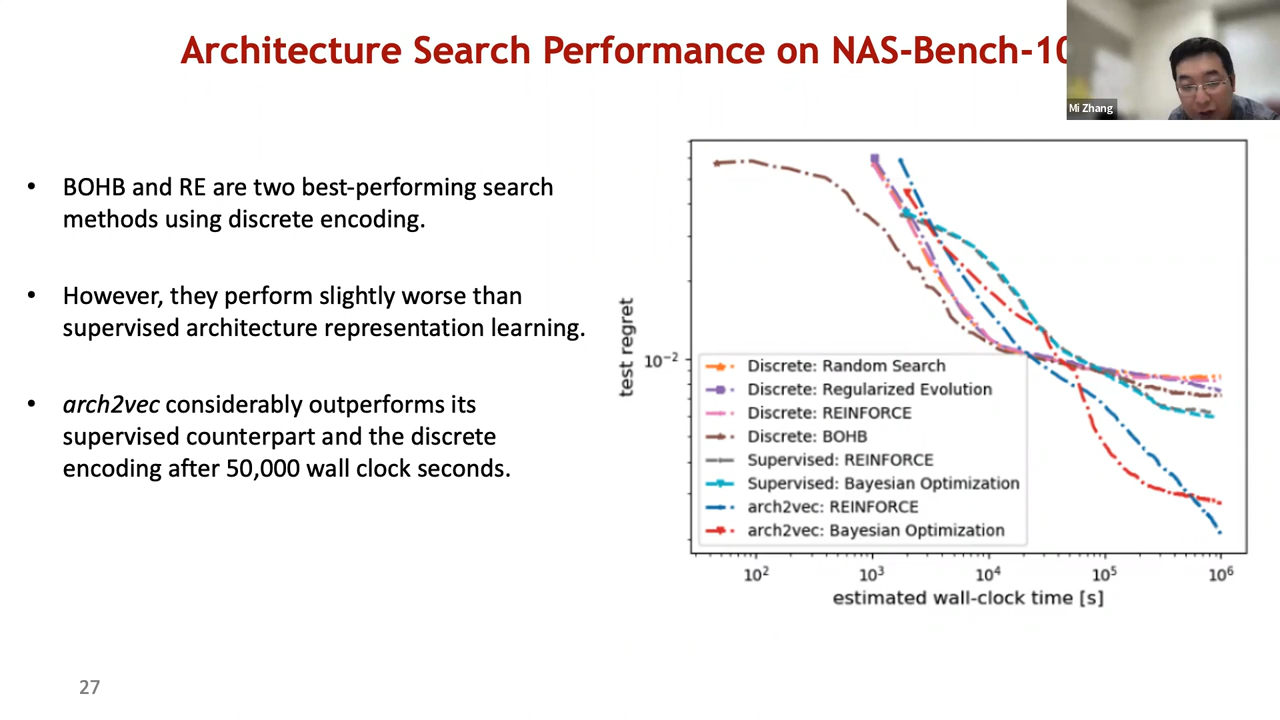 Architecture Search Performance on NAS-Bench-10
Mi Zhang
• BOHB and RE are two best-performing search
methods using discrete encoding.
• However, they perform slightly worse than
supervised architecture representation learning.
• arch2vec considerably outperforms its
supervised counterpart and the discrete
encoding after 50,000 wall clock seconds.
test regret
10⁻²
Discrete: Random Search
Discrete: Regularized Evolution
Discrete: REINFORCE
Discrete: BOHB
Supervised: REINFORCE
Supervised: Bayesian Optimization
arch2vec: REINFORCE
arch2vec: Bayesian Optimization
10² 10³ 10⁴ 10⁵ 10⁶
estimated wall-clock time [s]
27